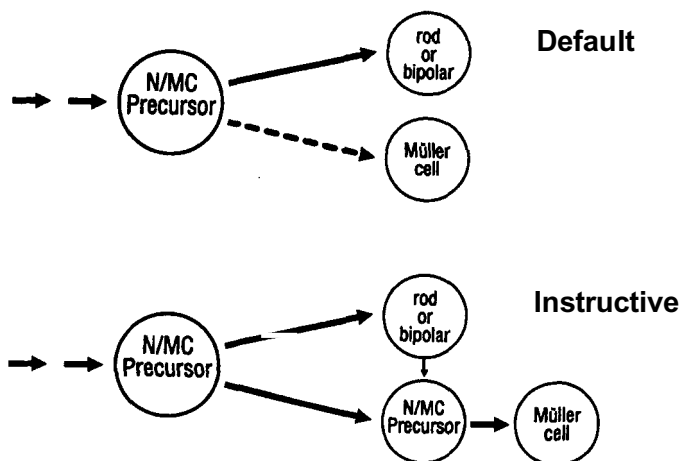 rod
or
bipolar
Default
N/MC
Precursor
Müller
cell
rod
or
bipolar
Instructive
N/MC
Precursor
N/MC
Precursor
Müller
cell